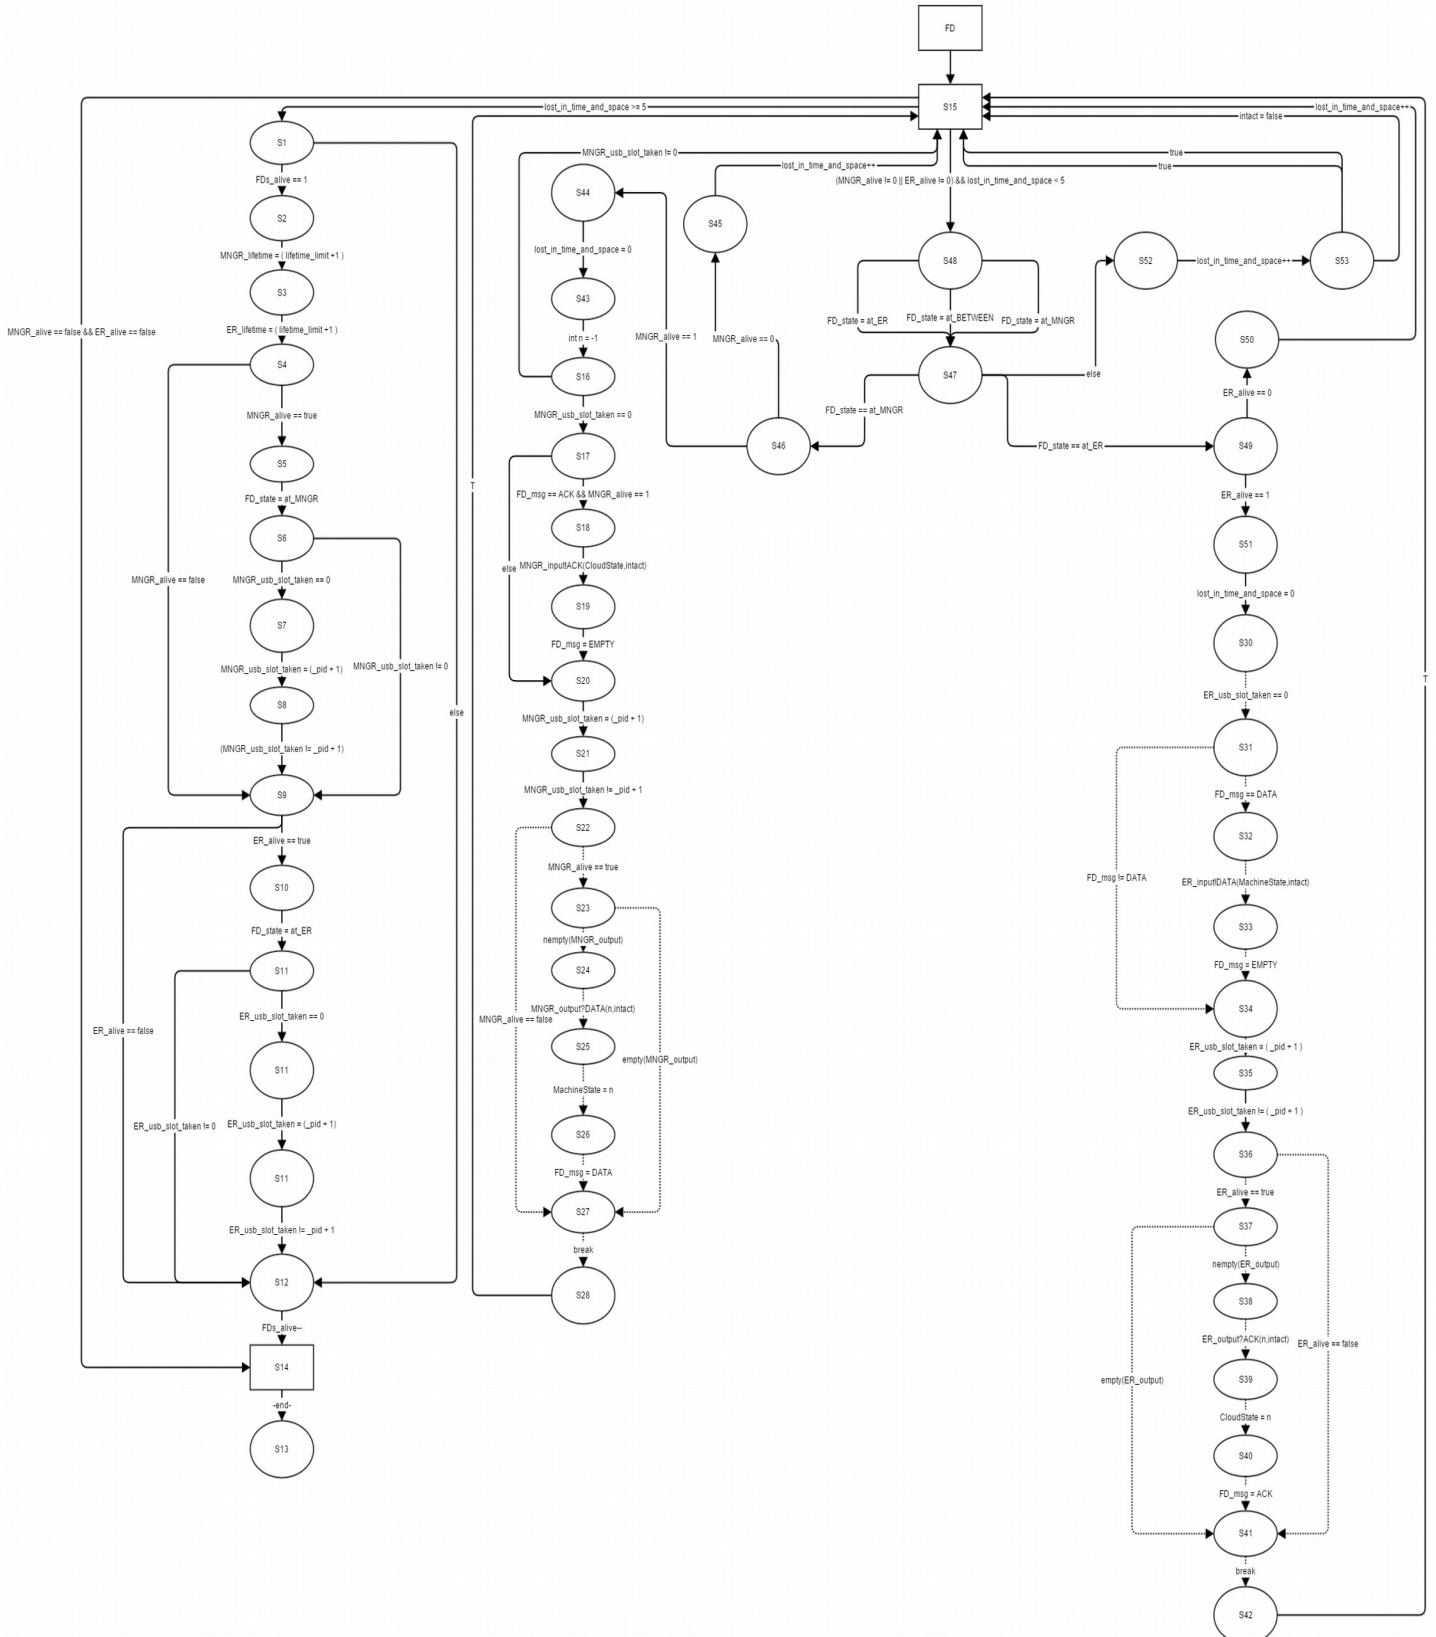 FD
S15
lost_in_time_and_space >= 5
lost_in_time_and_space++
intact = false
S1
MNGR_usb_slot_taken != 0
true
lost_in_time_and_space++
true
FDs_alive == 1
(MNGR_alive != 0 || ER_alive != 0) && lost_in_time_and_space < 5
S44
S2
S45
lost_in_time_and_space = 0
MNGR_lifetime = ( lifetime_limit +1 )
S48
S52
lost_in_time_and_space++
S53
S3
S43
FD_state = at_ER
FD_state = at_BETWEEN
FD_state = at_MNGR
MNGR_alive == false && ER_alive == false
ER_lifetime = ( lifetime_limit +1 )
int n = -1
MNGR_alive == 1
MNGR_alive == 0
S50
S4
S16
S47
else
ER_alive == 0
MNGR_alive == true
MNGR_usb_slot_taken == 0
FD_state == at_MNGR
S46
FD_state == at_ER
S49
S5
S17
T
FD_state = at_MNGR
FD_msg == ACK && MNGR_alive == 1
ER_alive == 1
S6
S18
S51
else
MNGR_input!ACK(CloudState,intact)
MNGR_alive == false
MNGR_usb_slot_taken == 0
lost_in_time_and_space = 0
S7
S19
S30
FD_msg = EMPTY
MNGR_usb_slot_taken = (_pid + 1)
MNGR_usb_slot_taken != 0
S20
T
ER_usb_slot_taken == 0
S8
else
MNGR_usb_slot_taken = (_pid + 1)
(MNGR_usb_slot_taken != _pid + 1)
S21
S31
S9
MNGR_usb_slot_taken != _pid + 1
FD_msg == DATA
ER_alive == true
S22
S32
MNGR_alive == true
FD_msg != DATA
ER_input!DATA(MachineState,intact)
S10
S23
S33
FD_state = at_ER
nempty(MNGR_output)
FD_msg = EMPTY
S11
S24
S34
ER_usb_slot_taken == 0
MNGR_output?DATA(n,intact)
ER_alive == false
MNGR_alive == false
S25
ER_usb_slot_taken = ( _pid + 1 )
empty(MNGR_output)
S11
S35
MachineState = n
ER_usb_slot_taken != ( _pid + 1 )
ER_usb_slot_taken != 0
ER_usb_slot_taken = (_pid + 1)
S26
S36
FD_msg = DATA
S11
ER_alive == true
S27
S37
ER_usb_slot_taken != _pid + 1
break
nempty(ER_output)
S12
S28
S38
FDs_alive--
ER_output?ACK(n,intact)
ER_alive == false
S14
empty(ER_output)
S39
-end-
CloudState = n
S13
S40
FD_msg = ACK
S41
break
S42